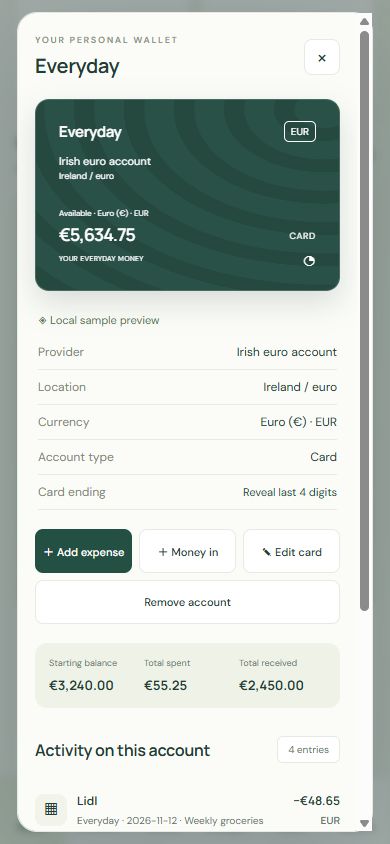 YOUR PERSONAL WALLET
Everyday
×
Everyday
EUR
Irish euro account
Ireland / euro
Available · Euro (€) · EUR
€5,634.75
CARD
YOUR EVERYDAY MONEY
Local sample preview
Provider Irish euro account
Location Ireland / euro
Currency Euro (€) · EUR
Account type Card
Card ending Reveal last 4 digits
+ Add expense
+ Money in
✎ Edit card
Remove account
Starting balance Total spent Total received
€3,240.00 €55.25 €2,450.00
Activity on this account
4 entries
Lidl −€48.65
Everyday · 2026-11-12 · Weekly groceries EUR